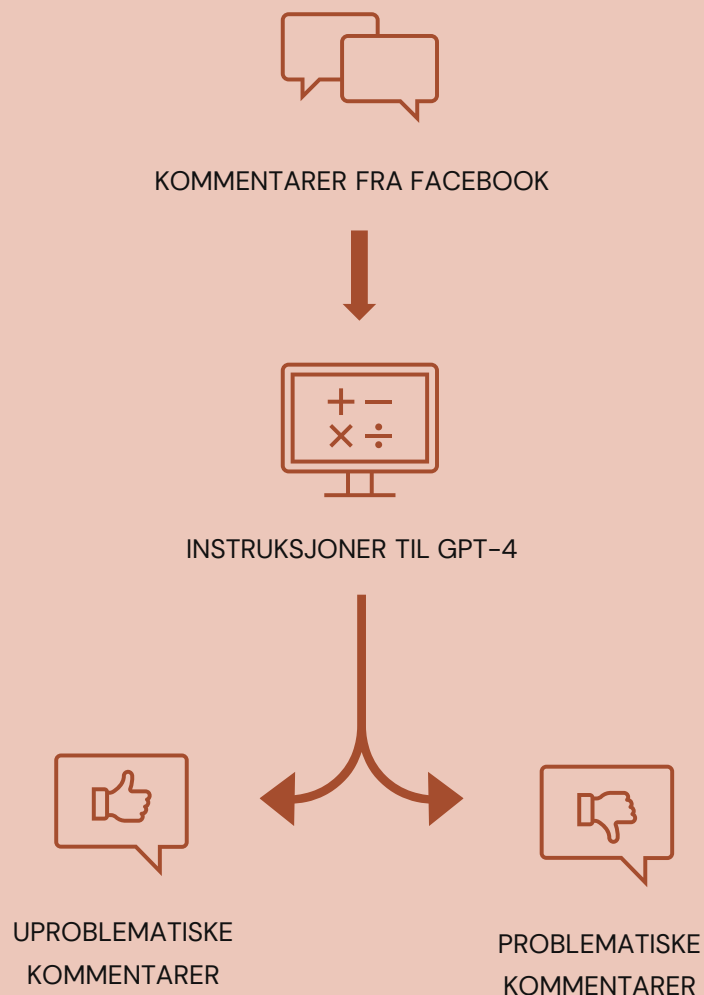 KOMMENTARER FRA FACEBOOK
INSTRUKSJONER TIL GPT-4
UPROBLEMATISKE
KOMMENTARER
PROBLEMATISKE
KOMMENTARER